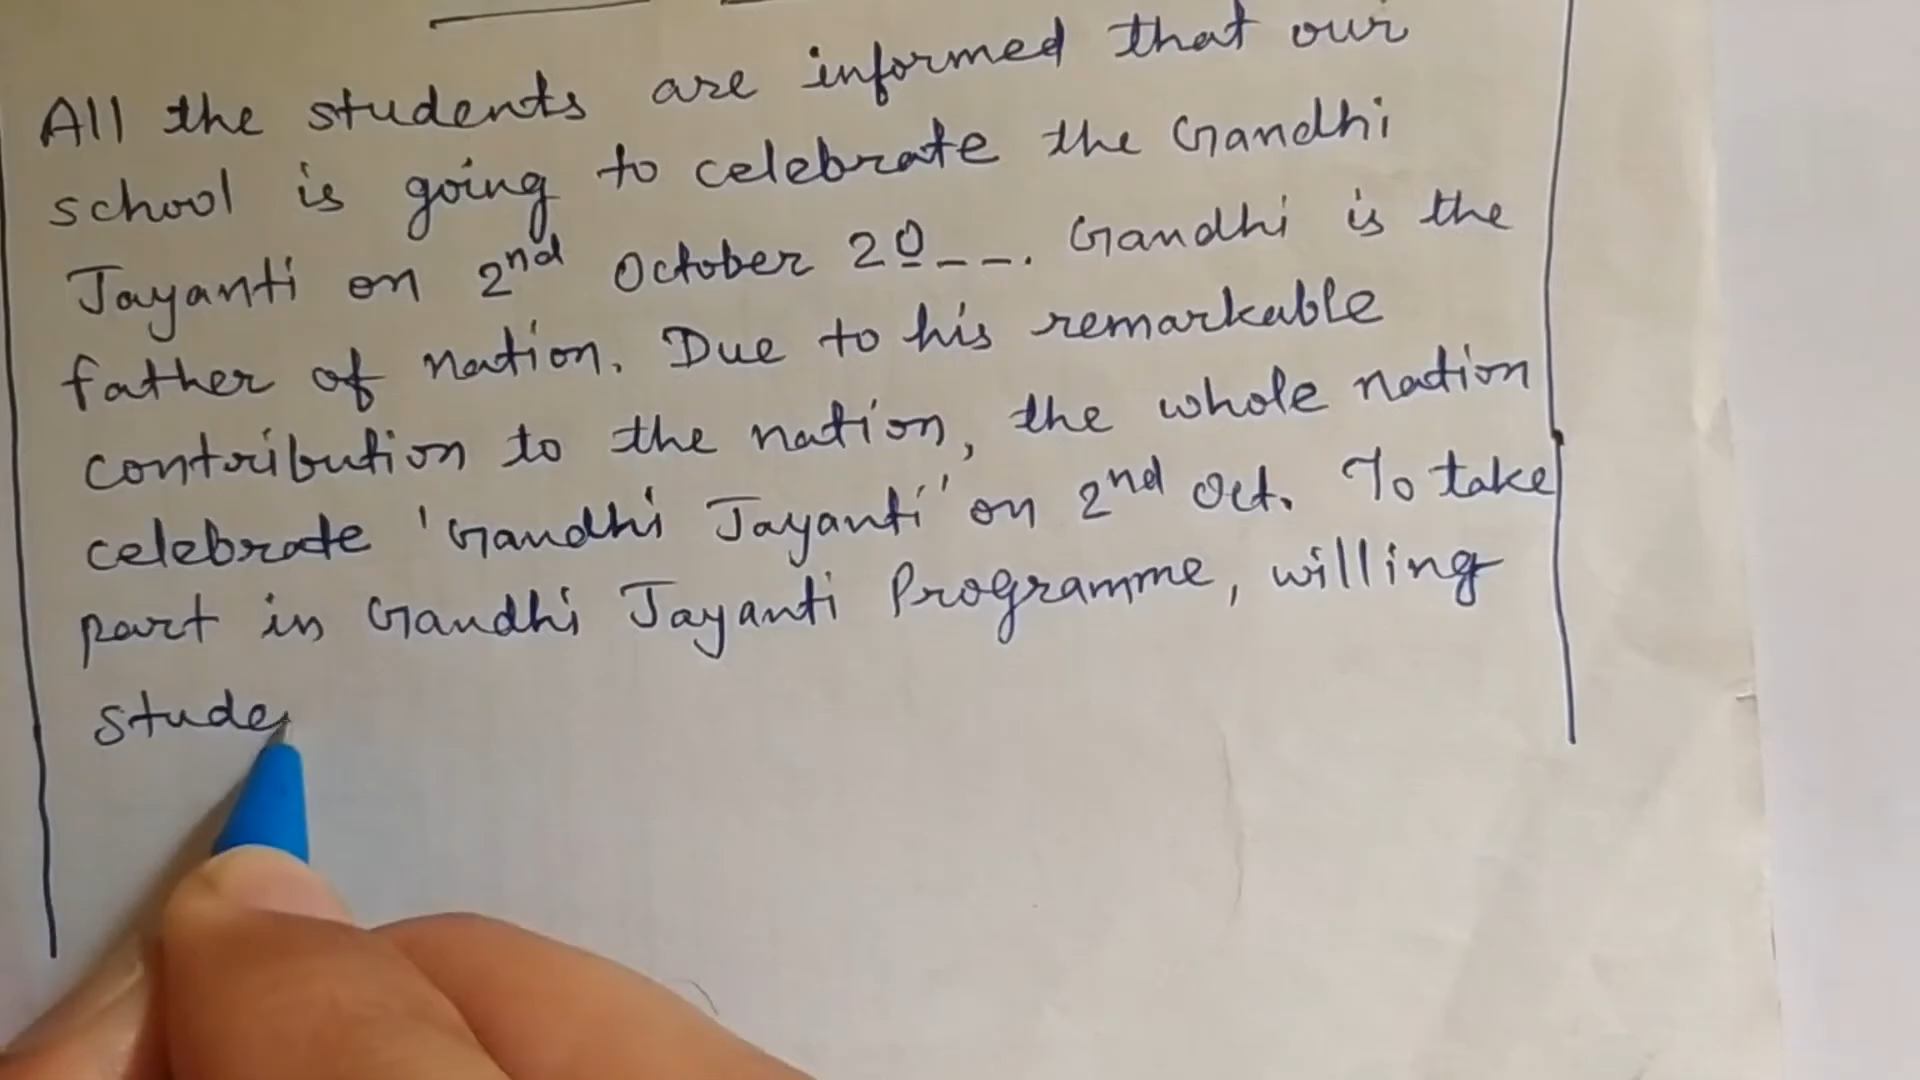 All the students are informed that our
school is going to celebrate the Gandhi
Jayanti on 2nd October 20__. Gandhi is the
father of nation. Due to his remarkable
contribution to the nation, the whole nation
celebrate 'Gandhi Jayanti' on 2nd Oct. To take
part in Gandhi Jayanti Programme, willing
stude